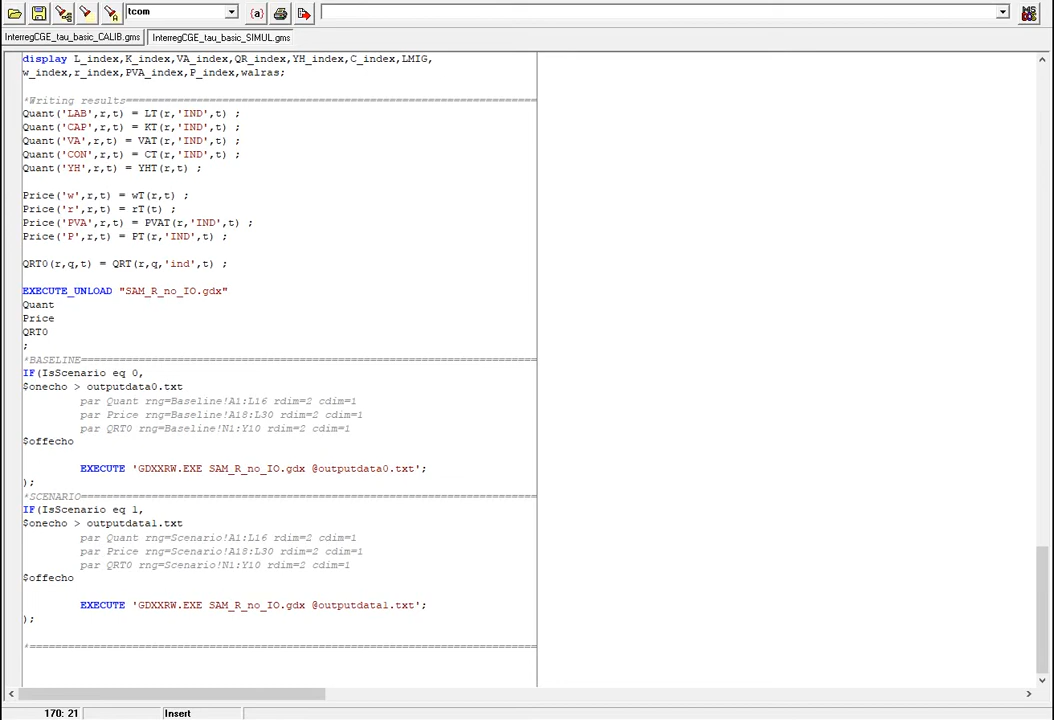 tcom
{a}
MS DOS
InterregCGE_tau_basic_CALIB.gms InterregCGE_tau_basic_SIMUL.gms
display L_index,K_index,VA_index,QR_index,YH_index,C_index,LMIG,
w_index,r_index,PVA_index,P_index,walras;
*Writing results================================================================
Quant('LAB',r,t) = LT(r,'IND',t) ;
Quant('CAP',r,t) = KT(r,'IND',t) ;
Quant('VA',r,t) = VAT(r,'IND',t) ;
Quant('CON',r,t) = CT(r,'IND',t) ;
Quant('YH',r,t) = YHT(r,t) ;
Price('w',r,t) = wT(r,t) ;
Price('r',r,t) = rT(t) ;
Price('PVA',r,t) = PVAT(r,'IND',t) ;
Price('P',r,t) = PT(r,'IND',t) ;
QRT0(r,q,t) = QRT(r,q,'ind',t) ;
EXECUTE_UNLOAD "SAM_R_no_IO.gdx"
Quant
Price
QRT0
;
*BASELINE=======================================================================
IF(IsScenario eq 0,
$onecho > outputdata0.txt
par Quant rng=Baseline!A1:L16 rdim=2 cdim=1
par Price rng=Baseline!A18:L30 rdim=2 cdim=1
par QRT0 rng=Baseline!N1:Y10 rdim=2 cdim=1
$offecho
EXECUTE 'GDXXRW.EXE SAM_R_no_IO.gdx @outputdata0.txt';
);
*SCENARIO=======================================================================
IF(IsScenario eq 1,
$onecho > outputdata1.txt
par Quant rng=Scenario!A1:L16 rdim=2 cdim=1
par Price rng=Scenario!A18:L30 rdim=2 cdim=1
par QRT0 rng=Scenario!N1:Y10 rdim=2 cdim=1
$offecho
EXECUTE 'GDXXRW.EXE SAM_R_no_IO.gdx @outputdata1.txt';
);
*===============================================================================
170: 21 Insert